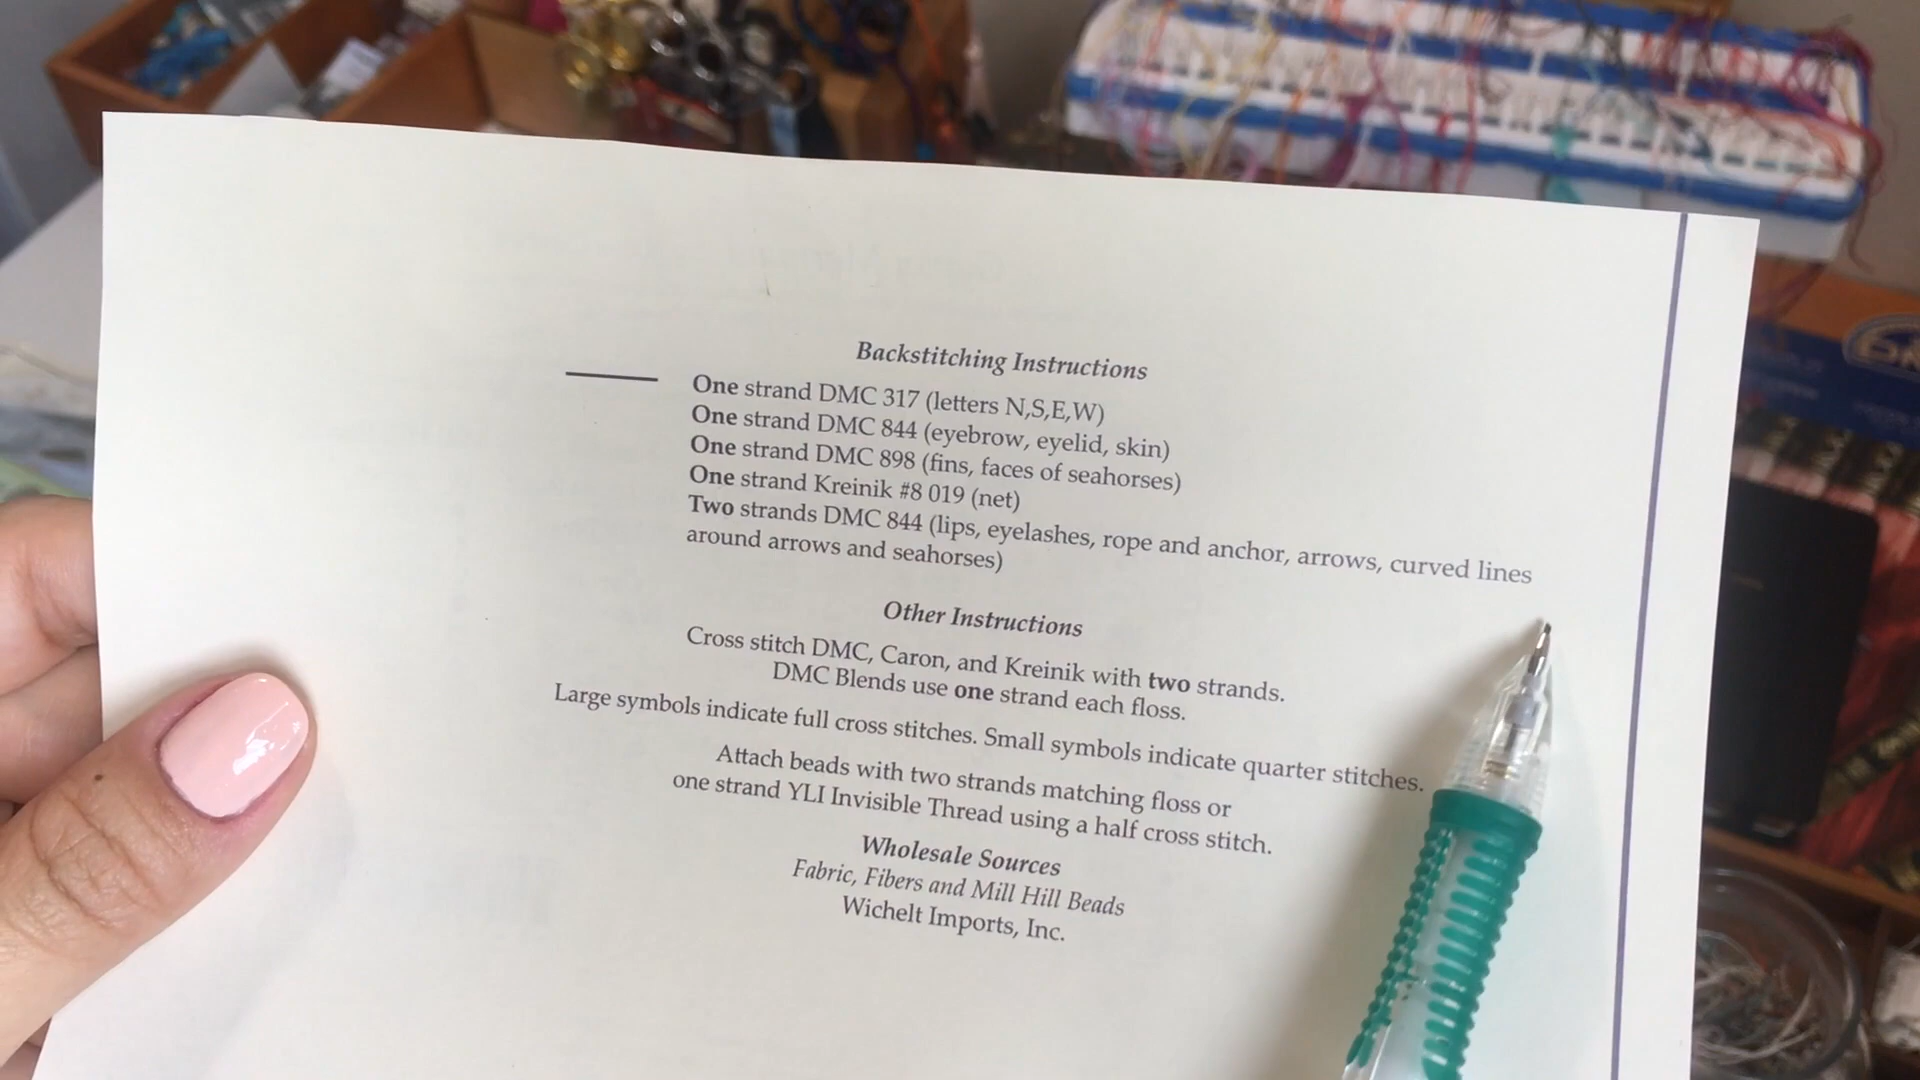 Backstitching Instructions
One strand DMC 317 (letters N,S,E,W)
One strand DMC 844 (eyebrow, eyelid, skin)
One strand DMC 898 (fins, faces of seahorses)
One strand Kreinik #8 019 (net)
Two strands DMC 844 (lips, eyelashes, rope and anchor, arrows, curved lines
around arrows and seahorses)
Other Instructions
Cross stitch DMC, Caron, and Kreinik with two strands.
DMC Blends use one strand each floss.
Large symbols indicate full cross stitches. Small symbols indicate quarter stitches.
Attach beads with two strands matching floss or
one strand YLI Invisible Thread using a half cross stitch.
Wholesale Sources
Fabric, Fibers and Mill Hill Beads
Wichelt Imports, Inc.